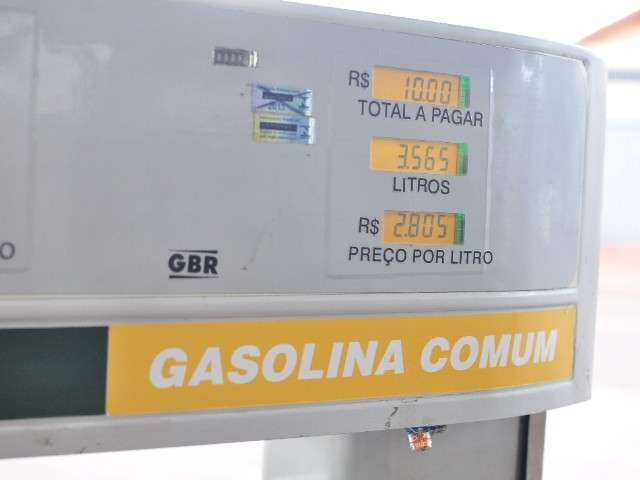 R$ 10.00
TOTAL A PAGAR
3.565
LITROS
R$ 2.805
PREÇO POR LITRO
GBR
O
GASOLINA COMUM